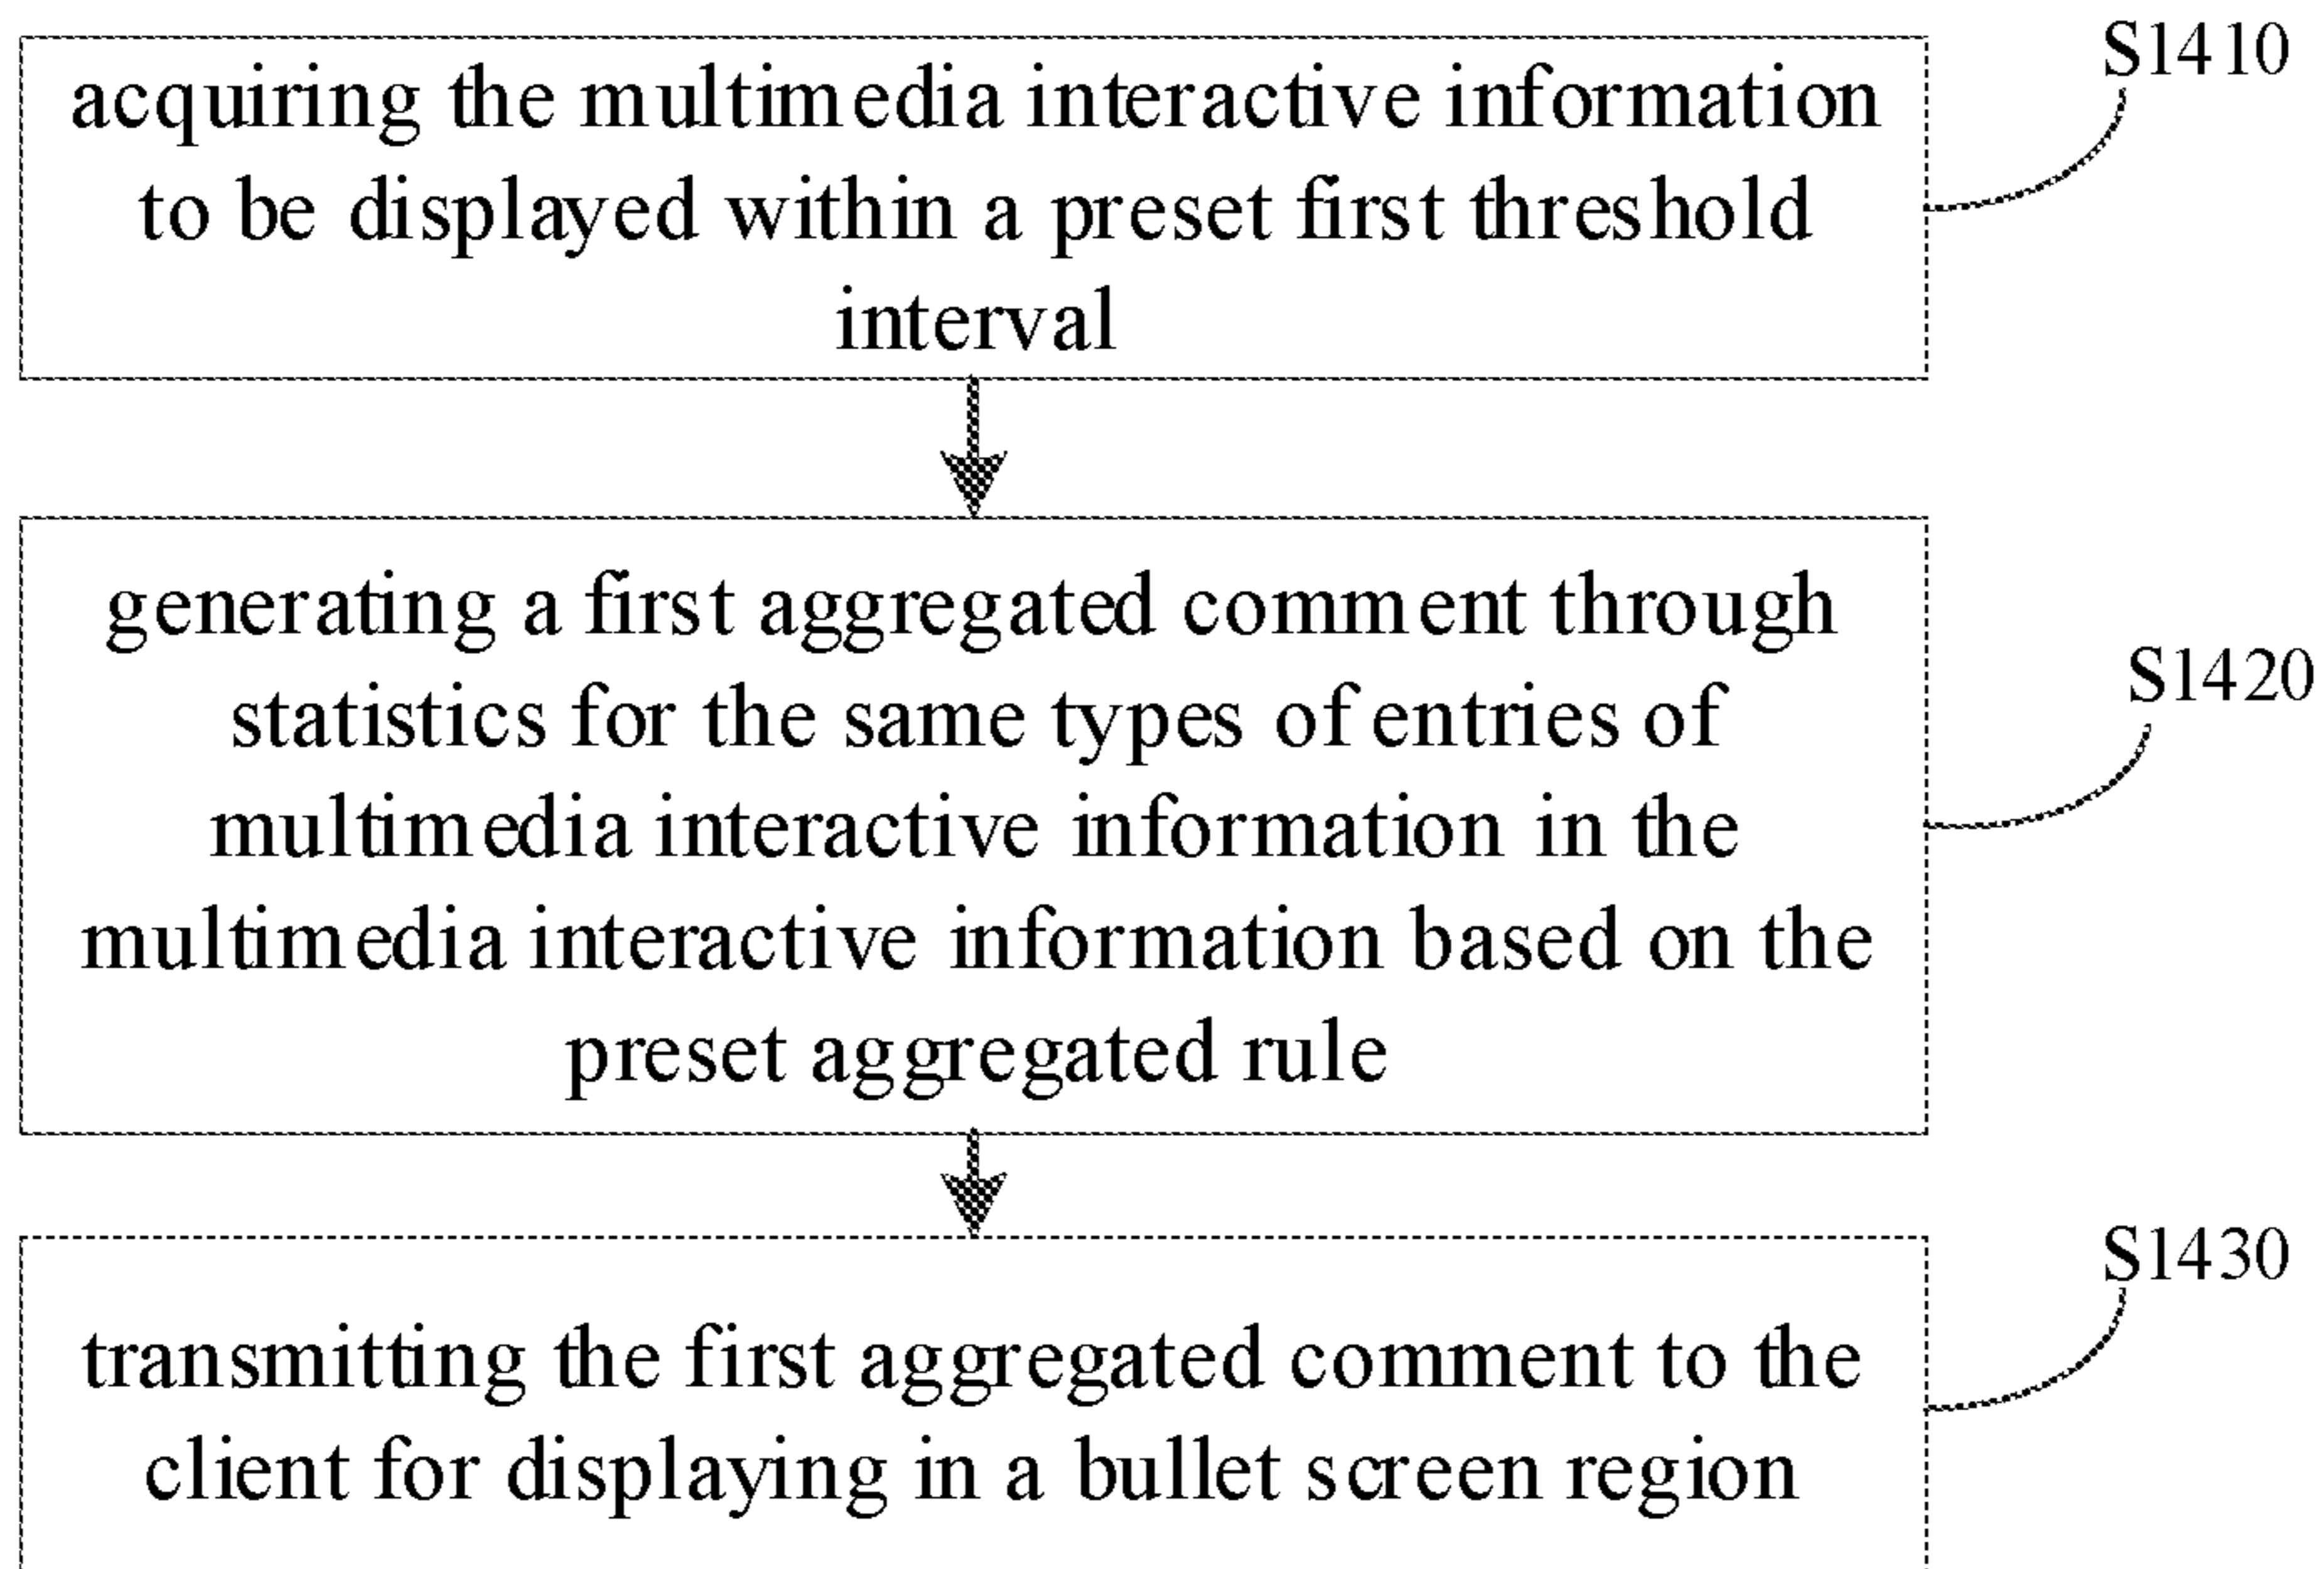 acquiring the multimedia interactive information
to be displayed within a preset first threshold
interval
S1410
generating a first aggregated comment through
statistics for the same types of entries of
multimedia interactive information in the
multimedia interactive information based on the
preset aggregated rule
S1420
transmitting the first aggregated comment to the
client for displaying in a bullet screen region
S1430